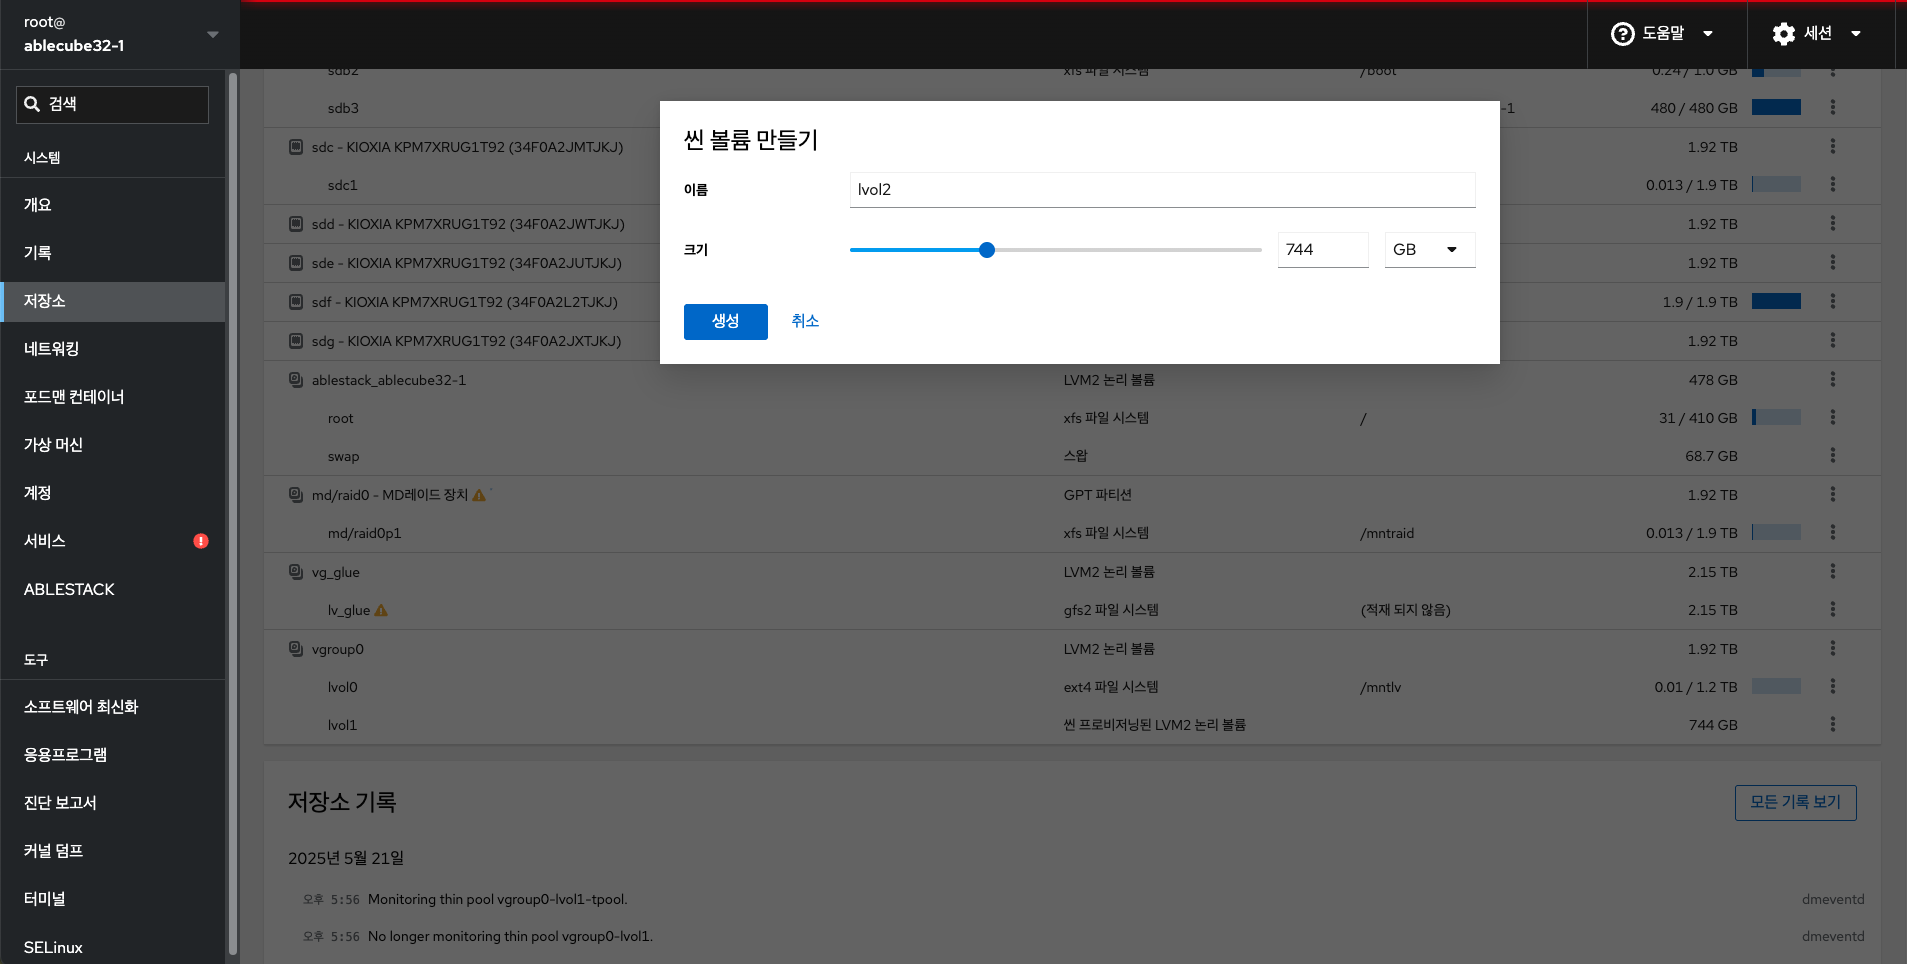 root@
ablecube32-1
도움말
세션
검색
시스템
개요
기록
저장소
네트워킹
포드맨 컨테이너
가상 머신
계정
서비스
ABLESTACK
도구
소프트웨어 최신화
응용프로그램
진단 보고서
커널 덤프
터미널
SELinux
sdb2 xfs 파일 시스템 /boot 0.24 / 1.0 GB
sdb3 -1 480 / 480 GB
sdc - KIOXIA KPM7XRUG1T92 (34F0A2JMTJKJ) 1.92 TB
sdc1 0.013 / 1.9 TB
sdd - KIOXIA KPM7XRUG1T92 (34F0A2JWTJKJ) 1.92 TB
sde - KIOXIA KPM7XRUG1T92 (34F0A2JUTJKJ) 1.92 TB
sdf - KIOXIA KPM7XRUG1T92 (34F0A2L2TJKJ) 1.9 / 1.9 TB
sdg - KIOXIA KPM7XRUG1T92 (34F0A2JXTJKJ) 1.92 TB
ablestack_ablecube32-1 LVM2 논리 볼륨 478 GB
root xfs 파일 시스템 / 31 / 410 GB
swap 스왑 68.7 GB
md/raid0 - MD레이드 장치 GPT 파티션 1.92 TB
md/raid0p1 xfs 파일 시스템 /mntraid 0.013 / 1.9 TB
vg_glue LVM2 논리 볼륨 2.15 TB
lv_glue gfs2 파일 시스템 (적재 되지 않음) 2.15 TB
vgroup0 LVM2 논리 볼륨 1.92 TB
lvol0 ext4 파일 시스템 /mntlv 0.01 / 1.2 TB
lvol1 씬 프로비저닝된 LVM2 논리 볼륨 744 GB
씬 볼륨 만들기
이름 lvol2
크기 744 GB
생성 취소
저장소 기록 모든 기록 보기
2025년 5월 21일
오후 5:56 Monitoring thin pool vgroup0-lvol1-tpool. dmeventd
오후 5:56 No longer monitoring thin pool vgroup0-lvol1. dmeventd